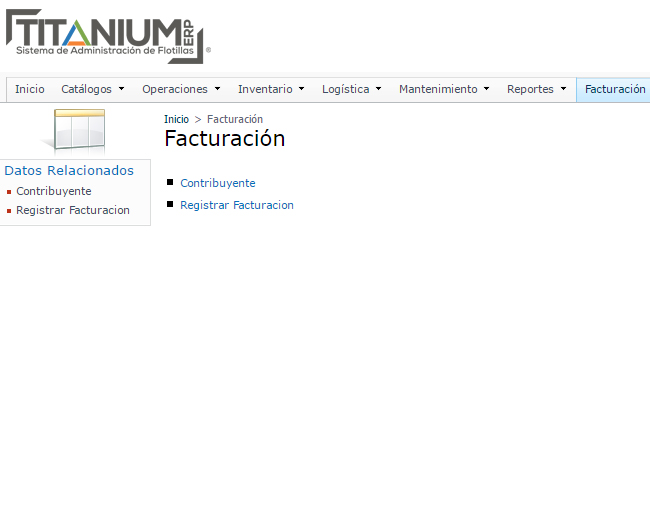 TITANIUM ERP
Sistema de Administración de Flotillas ®
Inicio Catálogos Operaciones Inventario Logística Mantenimiento Reportes Facturación
Inicio > Facturación
Facturación
Datos Relacionados
Contribuyente
Registrar Facturacion
Contribuyente
Registrar Facturacion